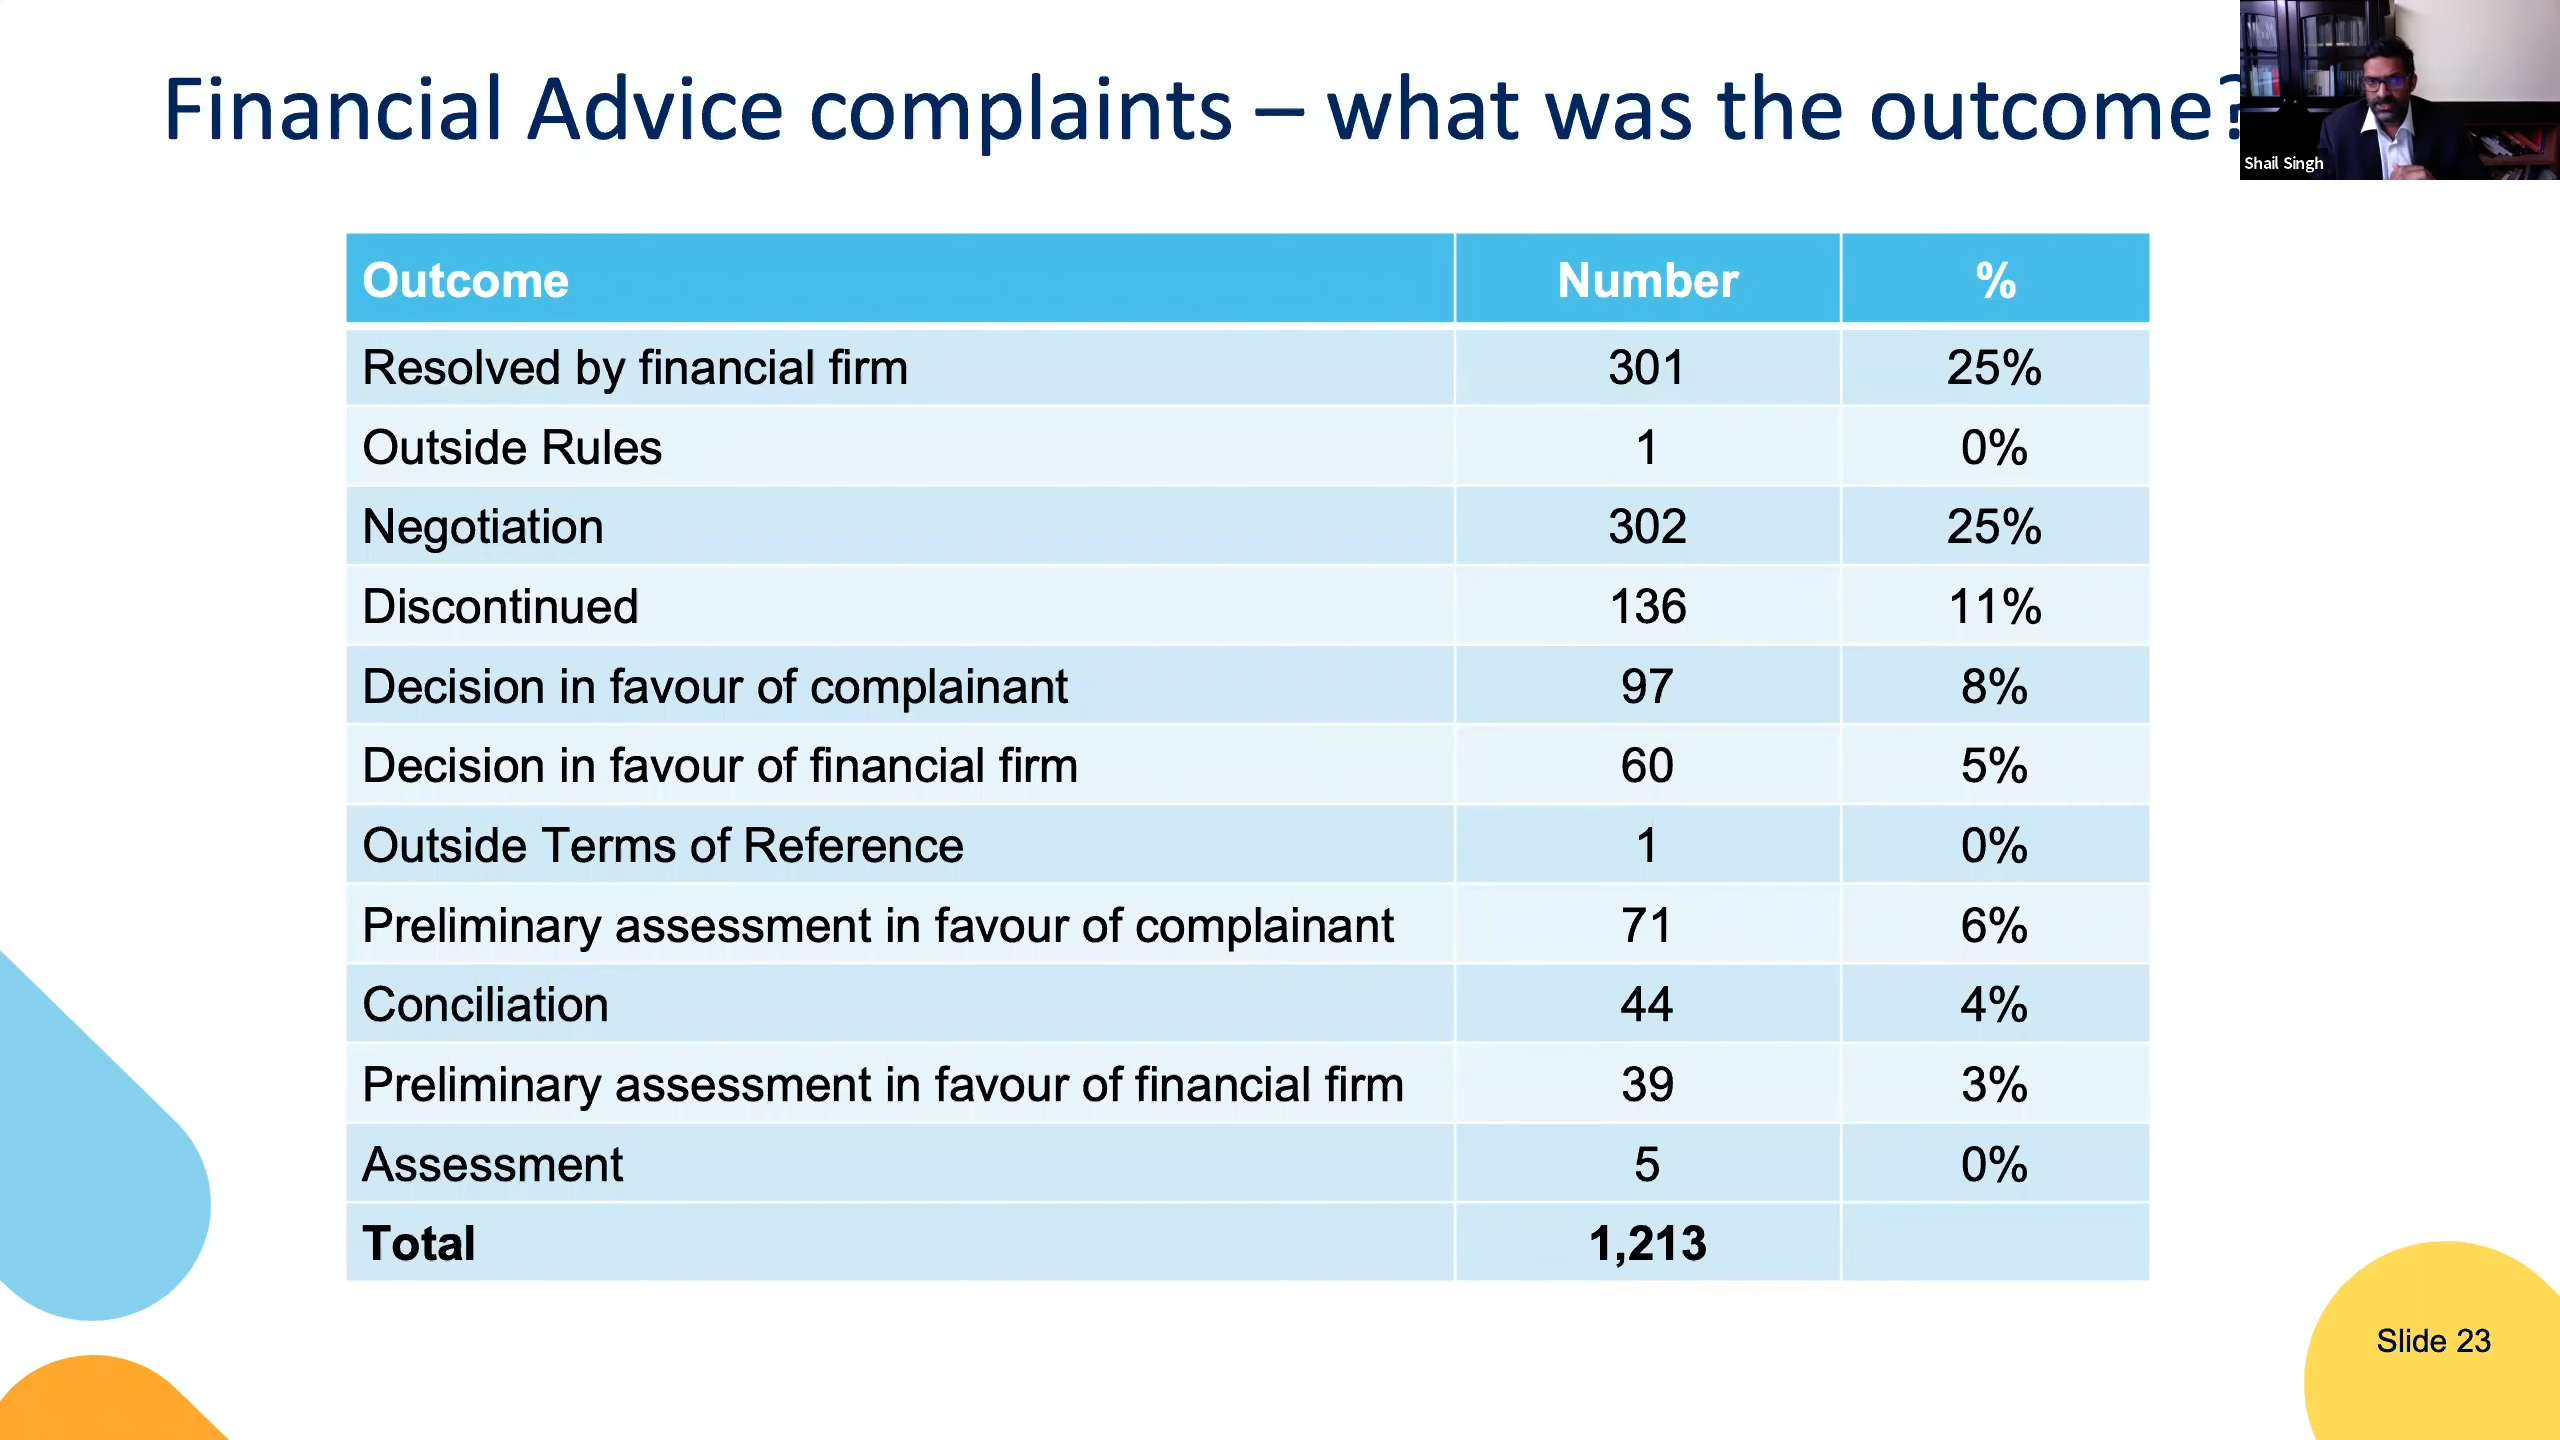 Financial Advice complaints – what was the outcome?
Shail Singh
Outcome Number %
Resolved by financial firm 301 25%
Outside Rules 1 0%
Negotiation 302 25%
Discontinued 136 11%
Decision in favour of complainant 97 8%
Decision in favour of financial firm 60 5%
Outside Terms of Reference 1 0%
Preliminary assessment in favour of complainant 71 6%
Conciliation 44 4%
Preliminary assessment in favour of financial firm 39 3%
Assessment 5 0%
Total 1,213
Slide 23